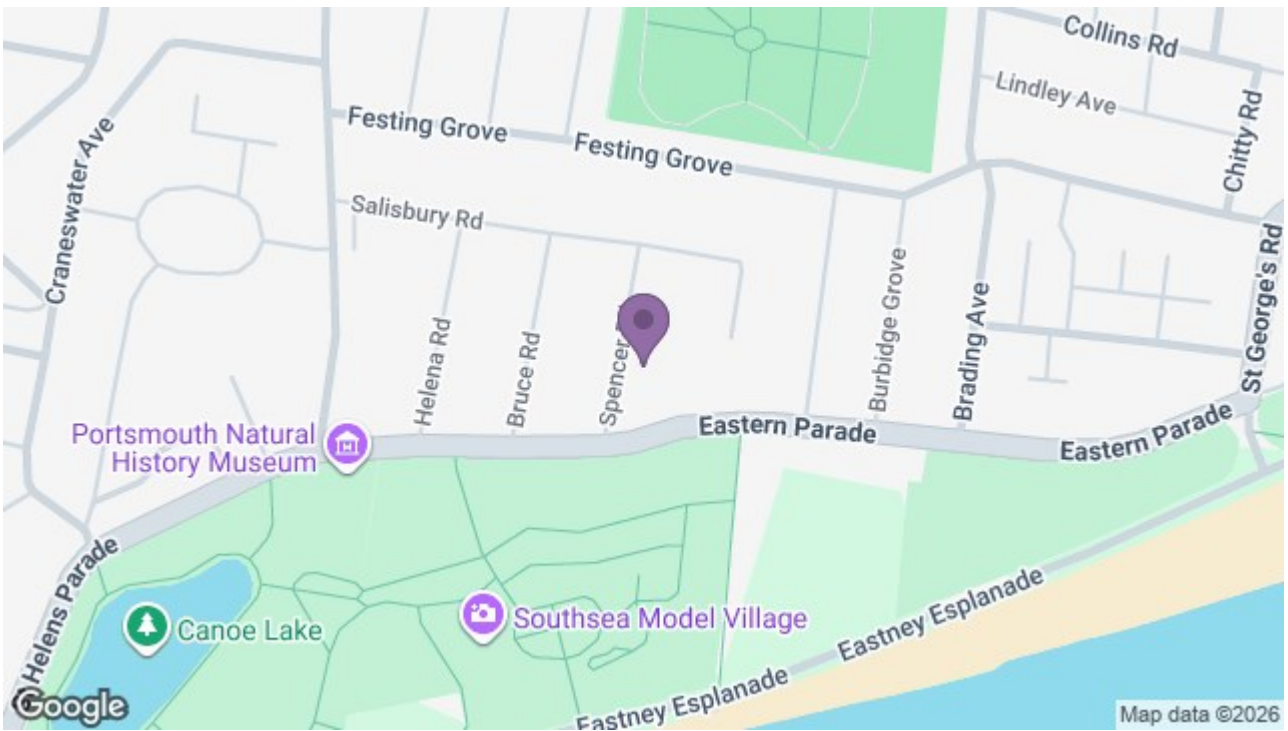 Collins Rd
Lindley Ave
Chitty Rd
Festing Grove
Festing Grove
Craneswater Ave
Salisbury Rd
St George's Rd
Burbidge Grove
Brading Ave
Helena Rd
Bruce Rd
Spencer
Eastern Parade
Eastern Parade
Portsmouth Natural
History Museum
Helens Parade
Canoe Lake
Southsea Model Village
Eastney Esplanade
Eastney Esplanade
Google
Map data ©2026